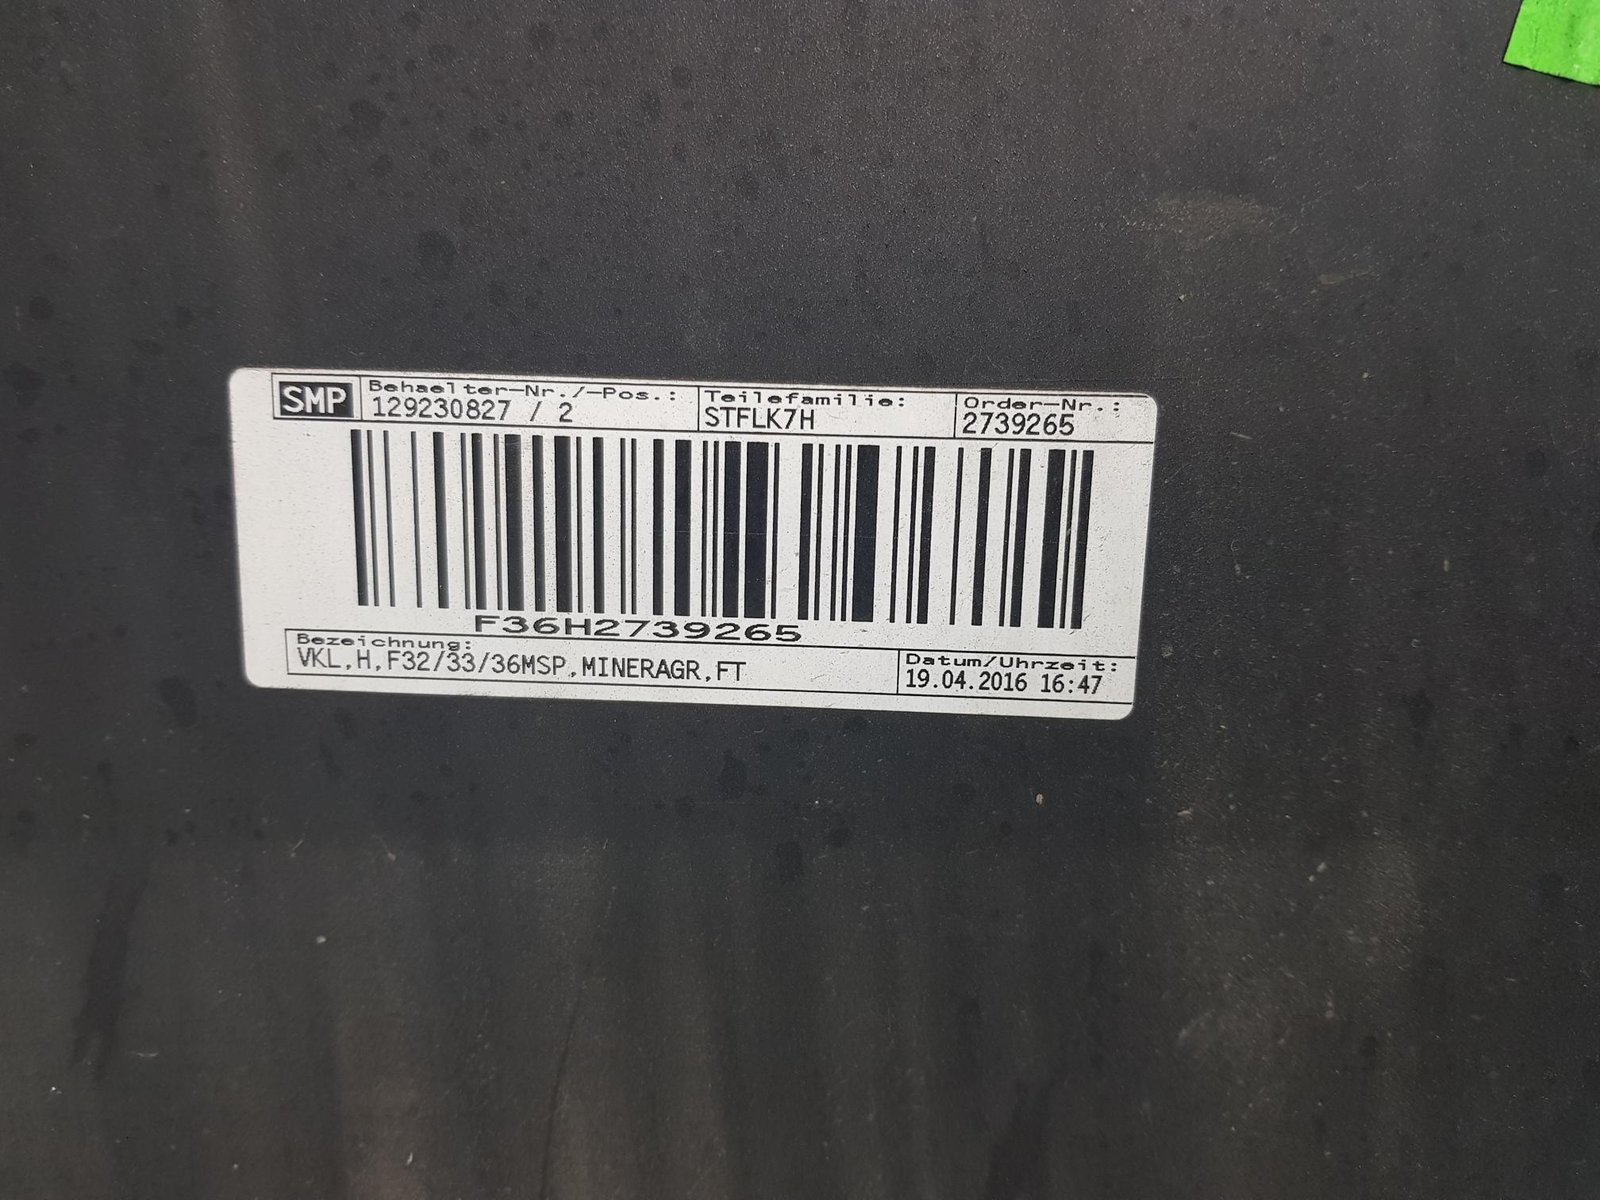 SMP
Behaelter-Nr./-Pos.:
129230827 / 2
Teilefamilie:
STFLK7H
Order-Nr.:
2739265
F36H2739265
Bezeichnung:
VKL,H,F32/33/36MSP.,MINERAGR,FT
Datum/Uhrzeit:
19.04.2016 16:47